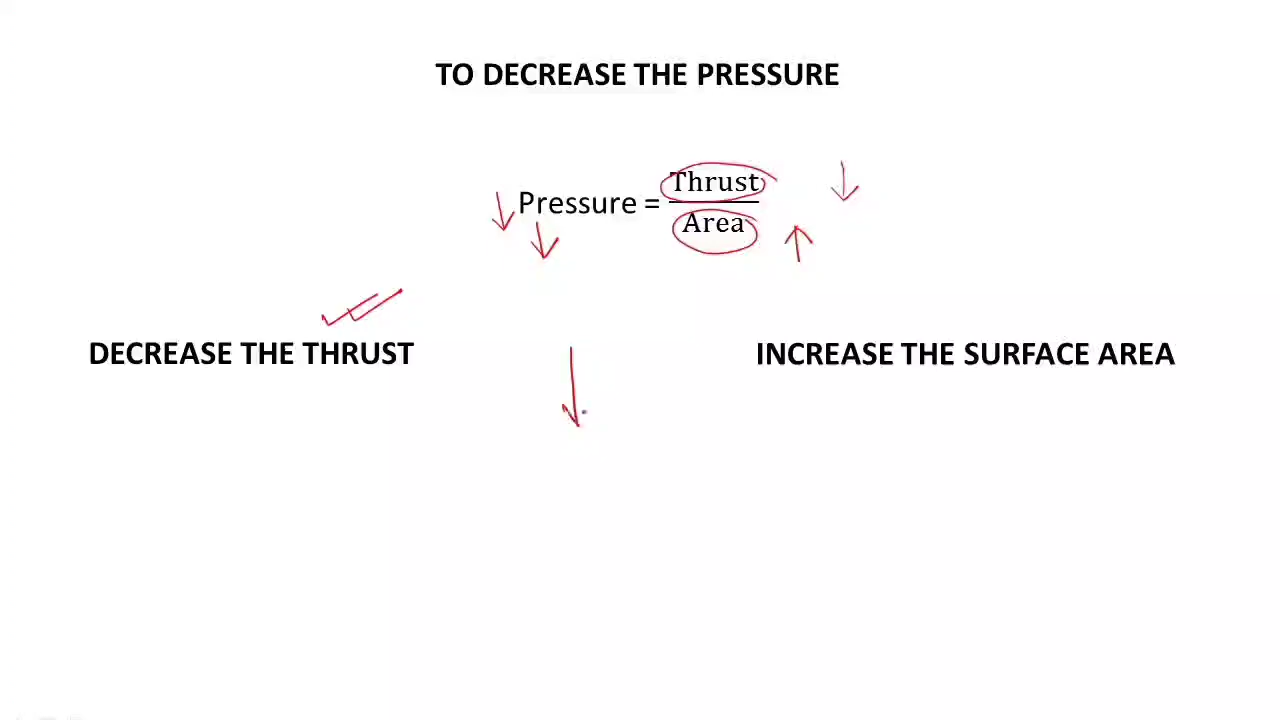 TO DECREASE THE PRESSURE
Pressure = Thrust / Area
DECREASE THE THRUST
INCREASE THE SURFACE AREA